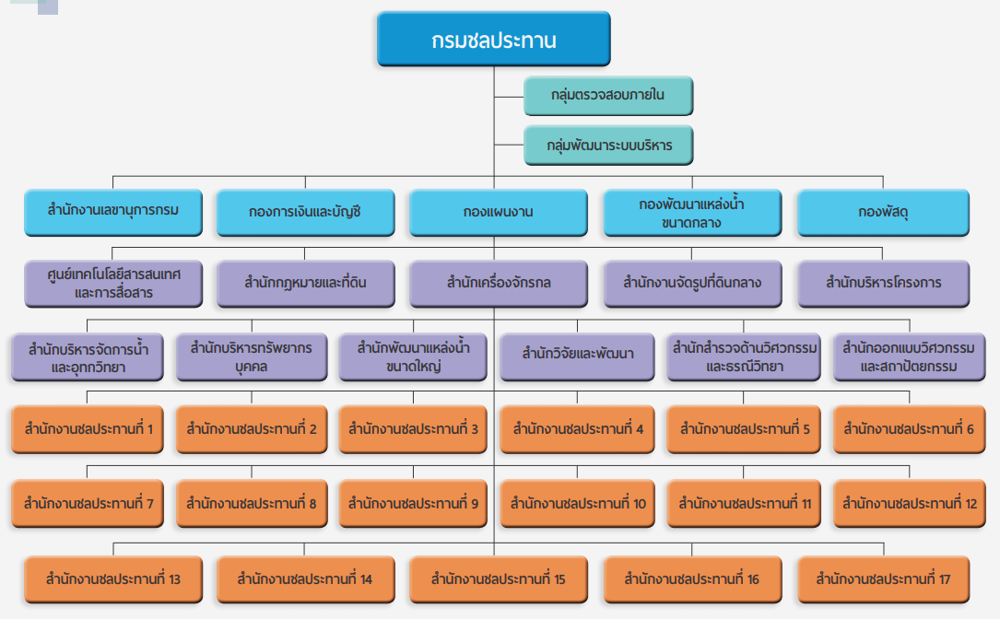 กรมชลประทาน
กลุ่มตรวจสอบภายใน
กลุ่มพัฒนาระบบบริหาร
สำนักงานเลขานุการกรม
กองการเงินและบัญชี
กองแผนงาน
กองพัฒนาแหล่งน้ำ
ขนาดกลาง
กองพัสดุ
ศูนย์เทคโนโลยีสารสนเทศ
และการสื่อสาร
สำนักกฎหมายและที่ดิน
สำนักเครื่องจักรกล
สำนักงานจัดรูปที่ดินกลาง
สำนักบริหารโครงการ
สำนักบริหารจัดการน้ำ
และอุทกวิทยา
สำนักบริหารทรัพยากร
บุคคล
สำนักพัฒนาแหล่งน้ำ
ขนาดใหญ่
สำนักวิจัยและพัฒนา
สำนักสำรวจด้านวิศวกรรม
และธรณีวิทยา
สำนักออกแบบวิศวกรรม
และสถาปัตยกรรม
สำนักงานชลประทานที่ 1
สำนักงานชลประทานที่ 2
สำนักงานชลประทานที่ 3
สำนักงานชลประทานที่ 4
สำนักงานชลประทานที่ 5
สำนักงานชลประทานที่ 6
สำนักงานชลประทานที่ 7
สำนักงานชลประทานที่ 8
สำนักงานชลประทานที่ 9
สำนักงานชลประทานที่ 10
สำนักงานชลประทานที่ 11
สำนักงานชลประทานที่ 12
สำนักงานชลประทานที่ 13
สำนักงานชลประทานที่ 14
สำนักงานชลประทานที่ 15
สำนักงานชลประทานที่ 16
สำนักงานชลประทานที่ 17